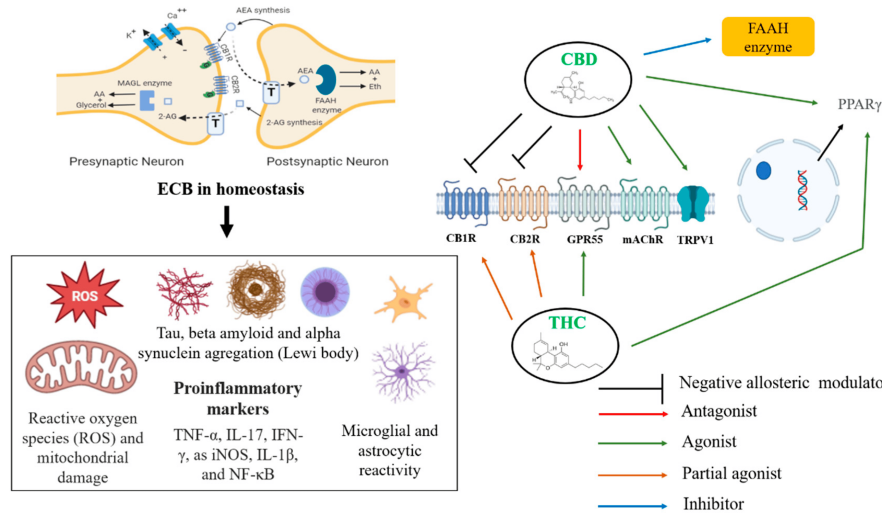 AEA synthesis
Ca++
K+
+
−
CB1R
CB2R
MAGL enzyme
AA
+
Glycerol
2-AG
T
AEA
T
AA
+
Eth
FAAH
enzyme
2-AG synthesis
Presynaptic Neuron
Postsynaptic Neuron
ECB in homeostasis
ROS
Tau, beta amyloid and alpha
synuclein agregation (Lewi body)
Reactive oxygen
species (ROS) and
mitochondrial
damage
Proinflammatory
markers
TNF-α, IL-17, IFN-
γ, as iNOS, IL-1β,
and NF-κB
Microglial and
astrocytic
reactivity
CBD
FAAH
enzyme
PPARγ
CB1R
CB2R
GPR55
mAChR
TRPV1
THC
OH
H
H
O
Negative allosteric modulato
Antagonist
Agonist
Partial agonist
Inhibitor